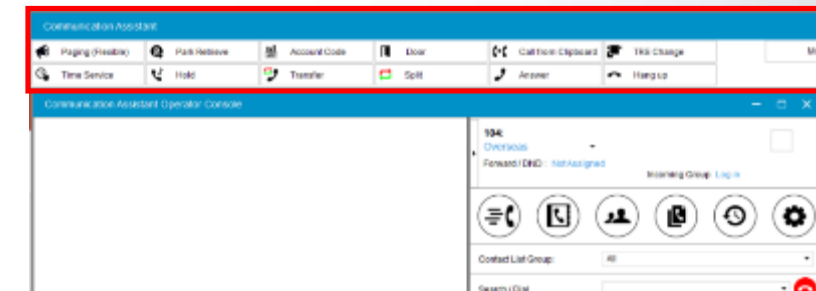 Communication Assistant
Paging (Flexible) Park Retrieve Account Code Door Call from Clipboard TRS Change M
Time Service Hold Transfer Split Answer Hang up
Communication Assistant Operator Console
104:
Overseas
Forward / DND : Not Assigned
Incoming Group Log in
Contact List Group: All
Search / Dial